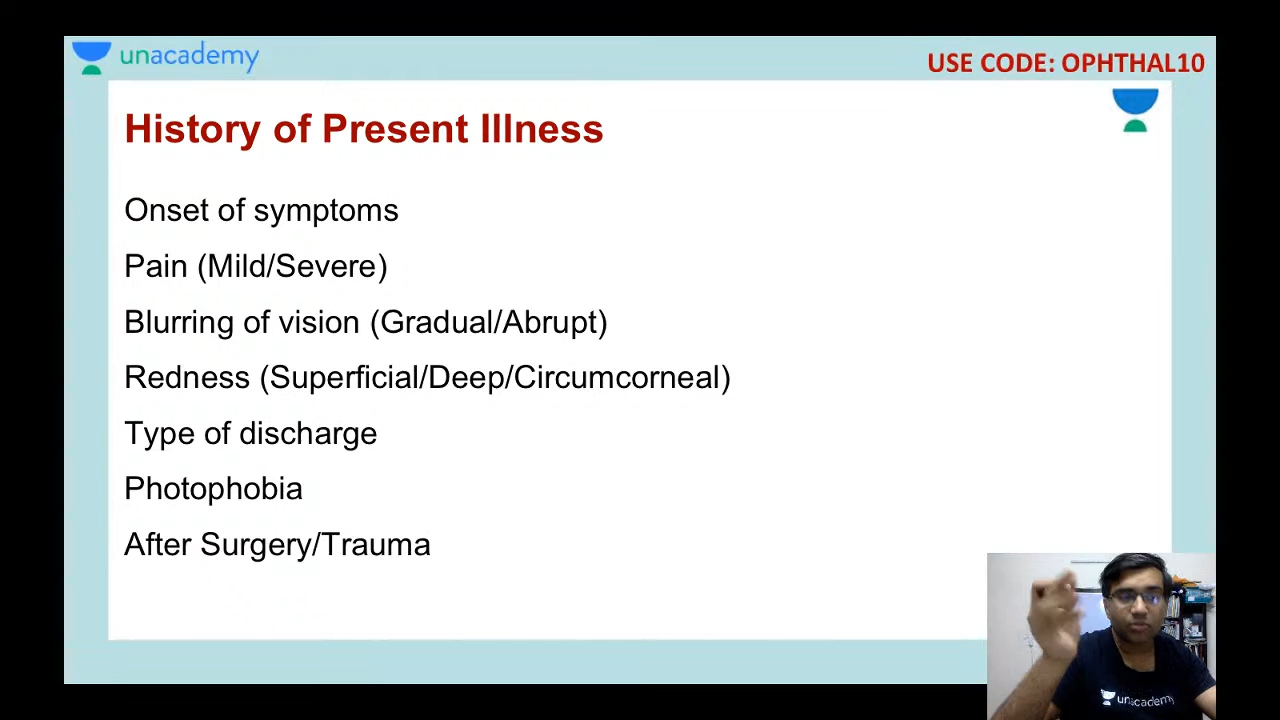 unacademy
USE CODE: OPHTHAL10
History of Present Illness
Onset of symptoms
Pain (Mild/Severe)
Blurring of vision (Gradual/Abrupt)
Redness (Superficial/Deep/Circumcorneal)
Type of discharge
Photophobia
After Surgery/Trauma
unacademy